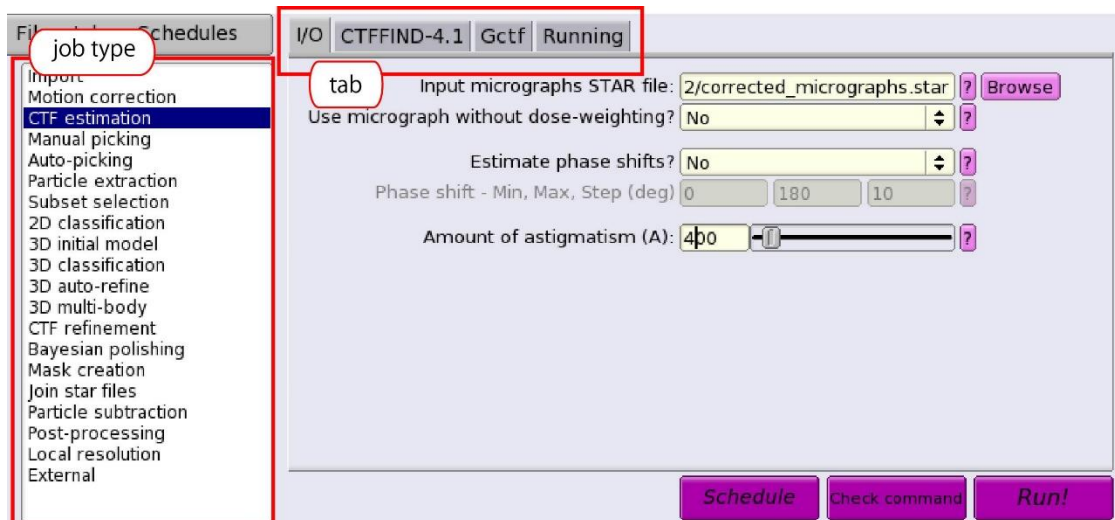 Schedules
job type
Import
Motion correction
CTF estimation
Manual picking
Auto-picking
Particle extraction
Subset selection
2D classification
3D initial model
3D classification
3D auto-refine
3D multi-body
CTF refinement
Bayesian polishing
Mask creation
Join star files
Particle subtraction
Post-processing
Local resolution
External
I/O CTFFIND-4.1 Gctf Running
tab
Input micrographs STAR file: 2/corrected_micrographs.star ? Browse
Use micrograph without dose-weighting? No ?
Estimate phase shifts? No ?
Phase shift - Min, Max, Step (deg) 0 180 10 ?
Amount of astigmatism (A): 400 ?
Schedule Check command Run!